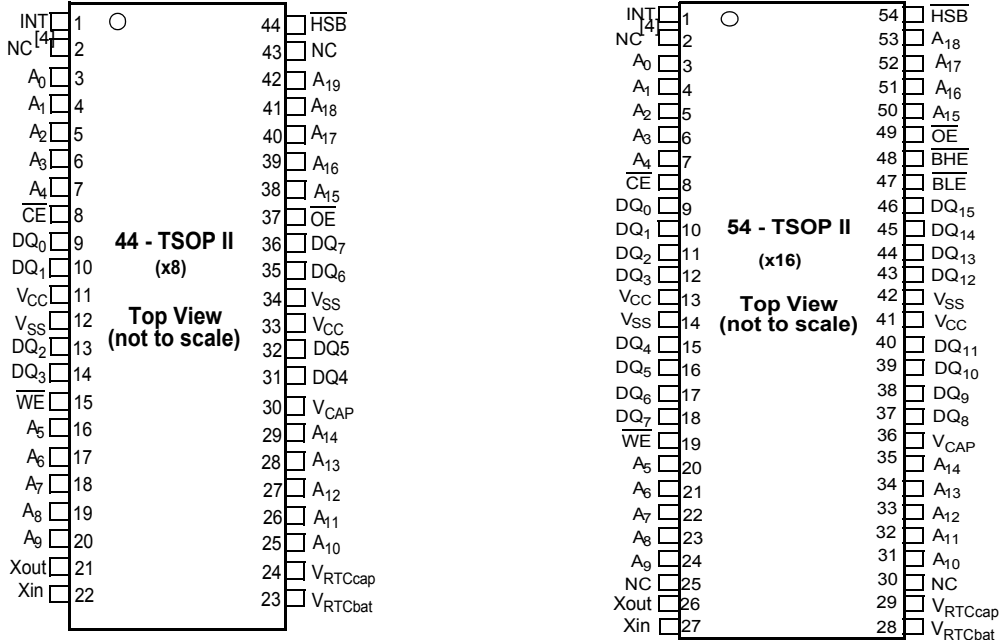 INT 1 44 HSB
[4]
NC 2 43 NC
A0 3 42 A19
A1 4 41 A18
A2 5 40 A17
A3 6 39 A16
A4 7 38 A15
CE 8 37 OE
DQ0 9 36 DQ7
DQ1 10 35 DQ6
VCC 11 34 VSS
VSS 12 33 VCC
DQ2 13 32 DQ5
DQ3 14 31 DQ4
WE 15 30 VCAP
A5 16 29 A14
A6 17 28 A13
A7 18 27 A12
A8 19 26 A11
A9 20 25 A10
Xout 21 24 VRTCcap
Xin 22 23 VRTCbat
44 - TSOP II
(x8)
Top View
(not to scale)
INT 1 54 HSB
[4]
NC 2 53 A18
A0 3 52 A17
A1 4 51 A16
A2 5 50 A15
A3 6 49 OE
A4 7 48 BHE
CE 8 47 BLE
DQ0 9 46 DQ15
DQ1 10 45 DQ14
DQ2 11 44 DQ13
DQ3 12 43 DQ12
VCC 13 42 VSS
VSS 14 41 VCC
DQ4 15 40 DQ11
DQ5 16 39 DQ10
DQ6 17 38 DQ9
DQ7 18 37 DQ8
WE 19 36 VCAP
A5 20 35 A14
A6 21 34 A13
A7 22 33 A12
A8 23 32 A11
A9 24 31 A10
NC 25 30 NC
Xout 26 29 VRTCcap
Xin 27 28 VRTCbat
54 - TSOP II
(x16)
Top View
(not to scale)